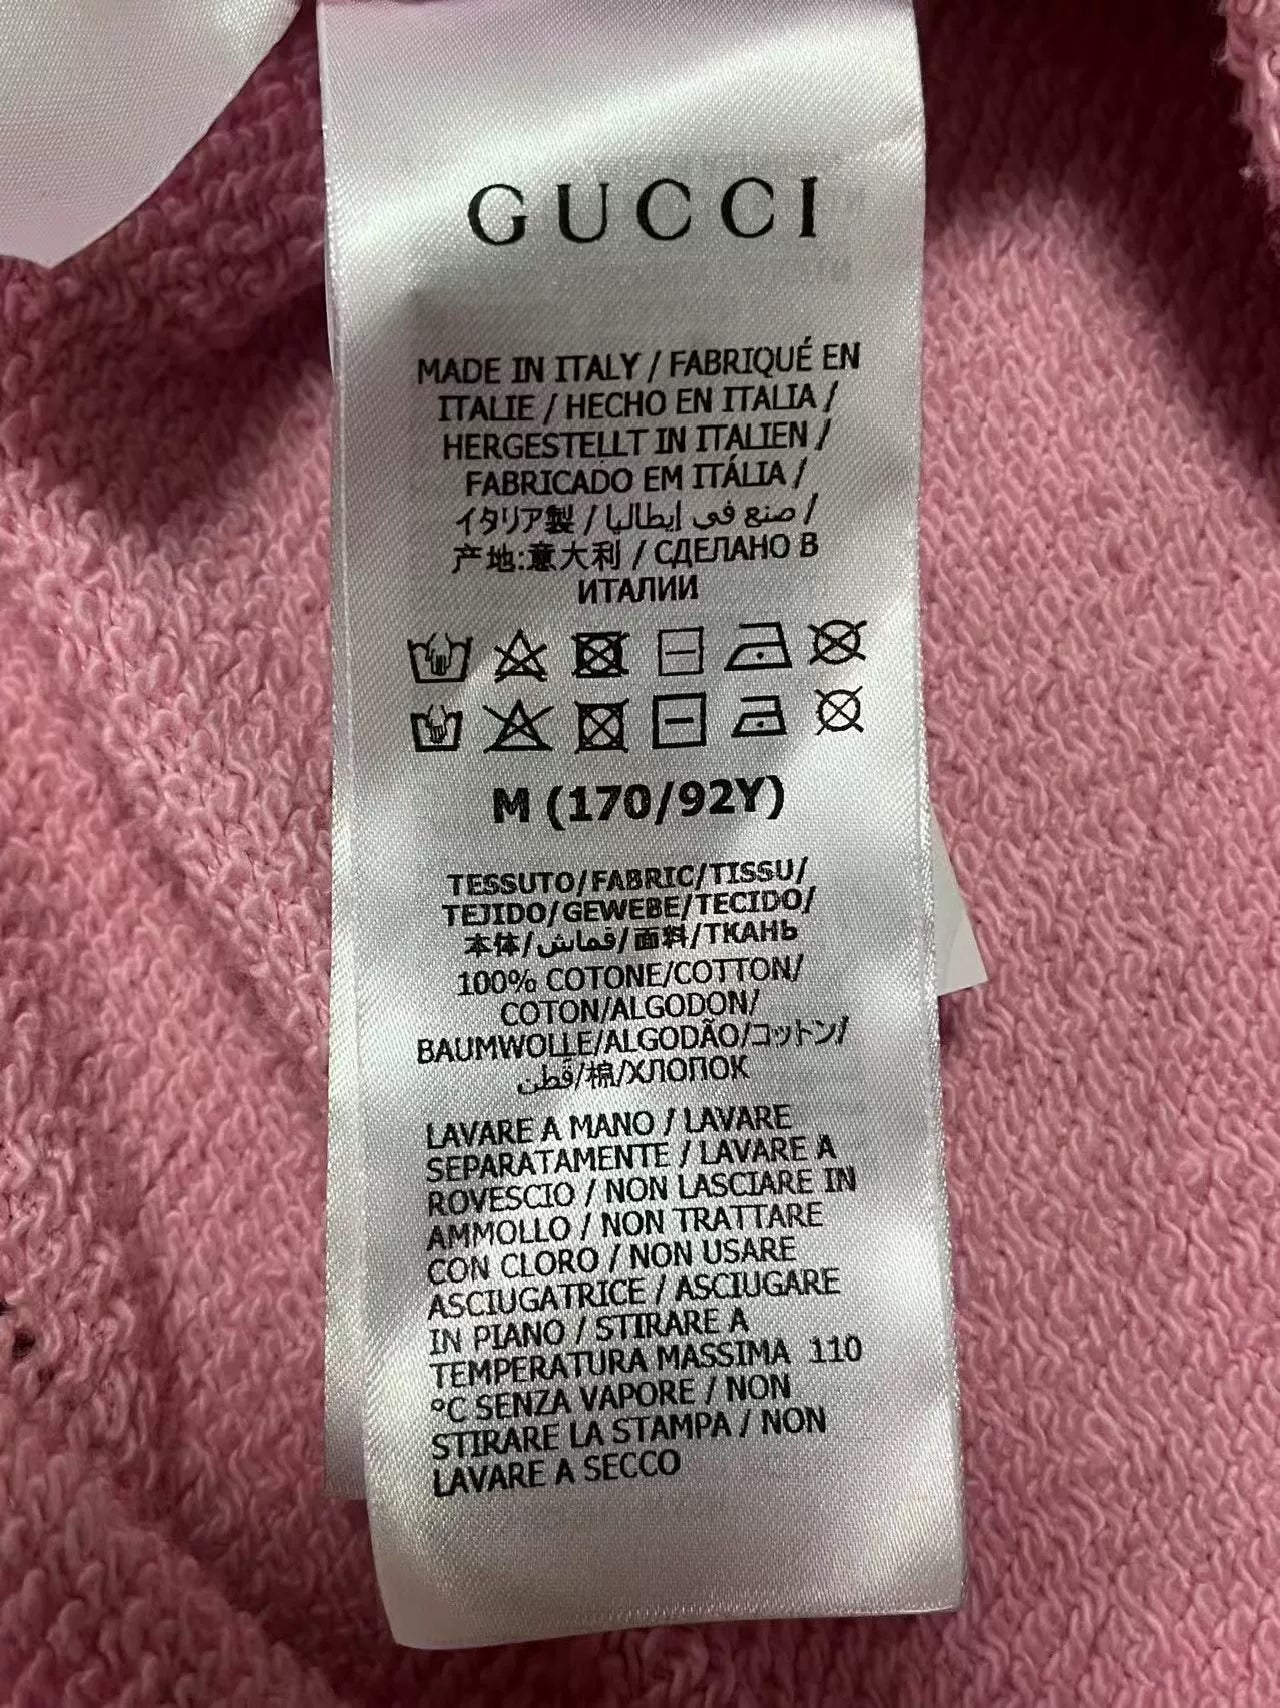 GUCCI
MADE IN ITALY / FABRIQUÉ EN
ITALIE / HECHO EN ITALIA /
HERGESTELLT IN ITALIEN /
FABRICADO EM ITÁLIA /
イタリア製 / صنع في إيطاليا /
产地:意大利 / СДЕЛАНО В
ИТАЛИИ
M (170/92Y)
TESSUTO/FABRIC/TISSU/
TEJIDO/GEWEBE/TECIDO/
本体/قماش/面料/ТКАНЬ
100% COTONE/COTTON/
COTON/ALGODON/
BAUMWOLLE/ALGODÃO/コットン/
قطن/棉/ХЛОПОК
LAVARE A MANO / LAVARE
SEPARATAMENTE / LAVARE A
ROVESCIO / NON LASCIARE IN
AMMOLLO / NON TRATTARE
CON CLORO / NON USARE
ASCIUGATRICE / ASCIUGARE
IN PIANO / STIRARE A
TEMPERATURA MASSIMA 110
°C SENZA VAPORE / NON
STIRARE LA STAMPA / NON
LAVARE A SECCO